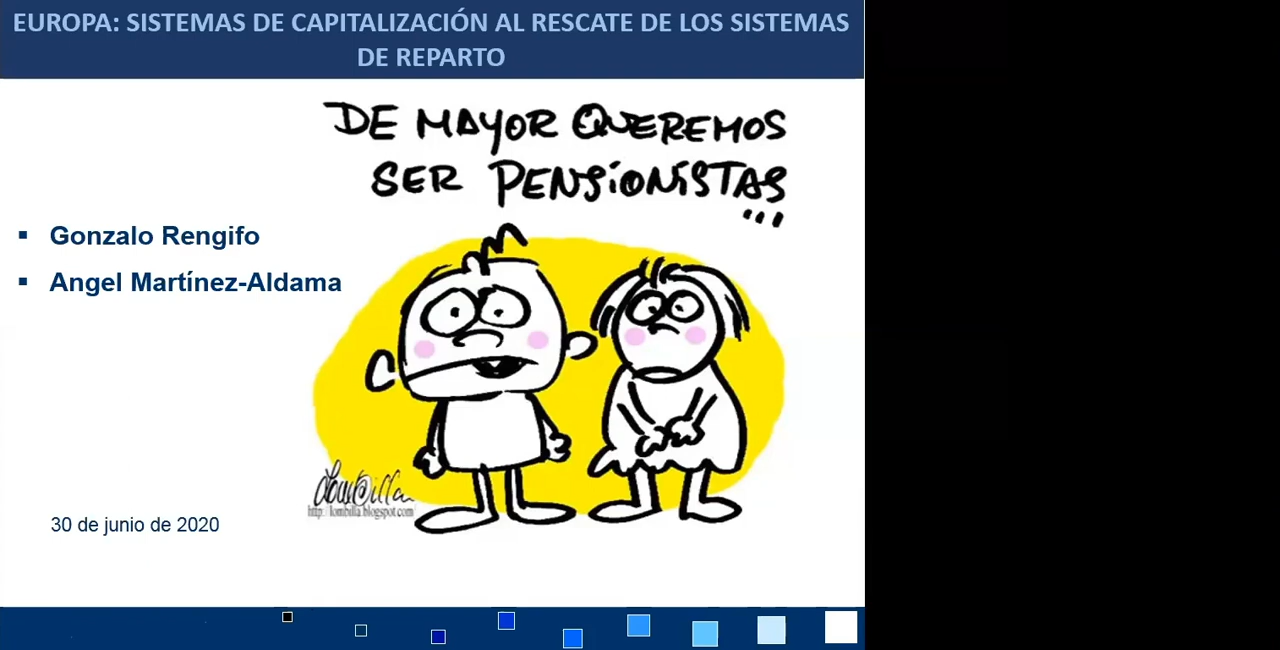 EUROPA: SISTEMAS DE CAPITALIZACIÓN AL RESCATE DE LOS SISTEMAS
DE REPARTO
DE MAYOR QUEREMOS
SER PENSIONISTAS
...
▪ Gonzalo Rengifo
▪ Angel Martínez-Aldama
Lombilla
http://lombilla.blogspot.com/
30 de junio de 2020